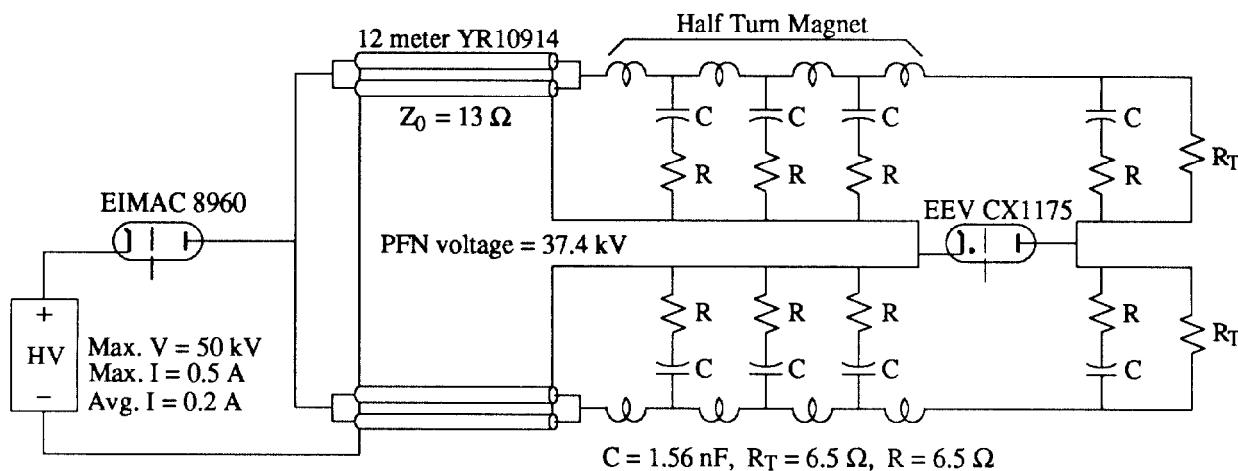 Half Turn Magnet
12 meter YR10914
Z0 = 13 Ω
C
C
C
C
R
R
R
R
RT
EIMAC 8960
EEV CX1175
PFN voltage = 37.4 kV
+
HV
−
Max. V = 50 kV
Max. I = 0.5 A
Avg. I = 0.2 A
R
R
R
R
RT
C
C
C
C
C = 1.56 nF, RT = 6.5 Ω, R = 6.5 Ω